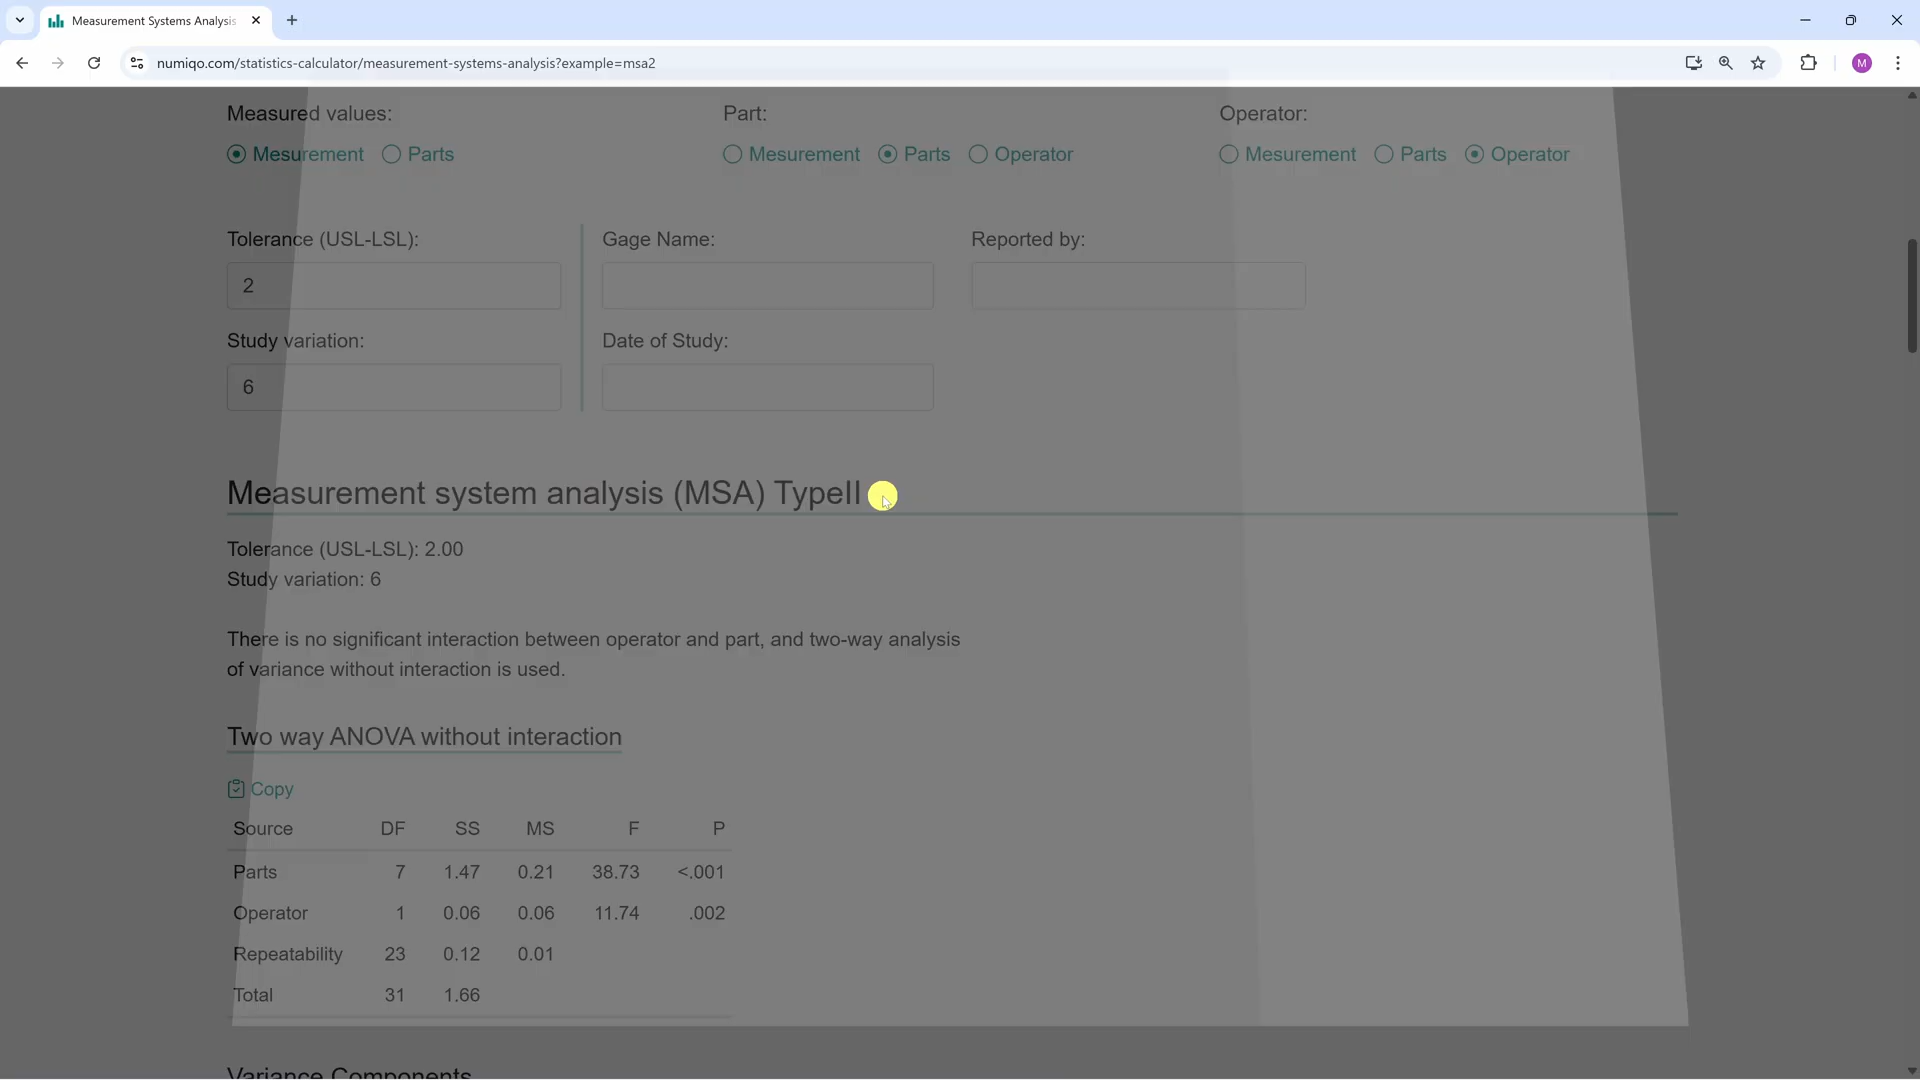 Measurement Systems Analysis
numiqo.com/statistics-calculator/measurement-systems-analysis?example=msa2
M
Measured values: Part: Operator:
Mesurement Parts Mesurement Parts Operator Mesurement Parts Operator
Tolerance (USL-LSL): Gage Name: Reported by:
2
Study variation: Date of Study:
6
Measurement system analysis (MSA) TypeII
Tolerance (USL-LSL): 2.00
Study variation: 6
There is no significant interaction between operator and part, and two-way analysis
of variance without interaction is used.
Two way ANOVA without interaction
Copy
Source DF SS MS F P
Parts 7 1.47 0.21 38.73 <.001
Operator 1 0.06 0.06 11.74 .002
Repeatability 23 0.12 0.01
Total 31 1.66
Variance Components